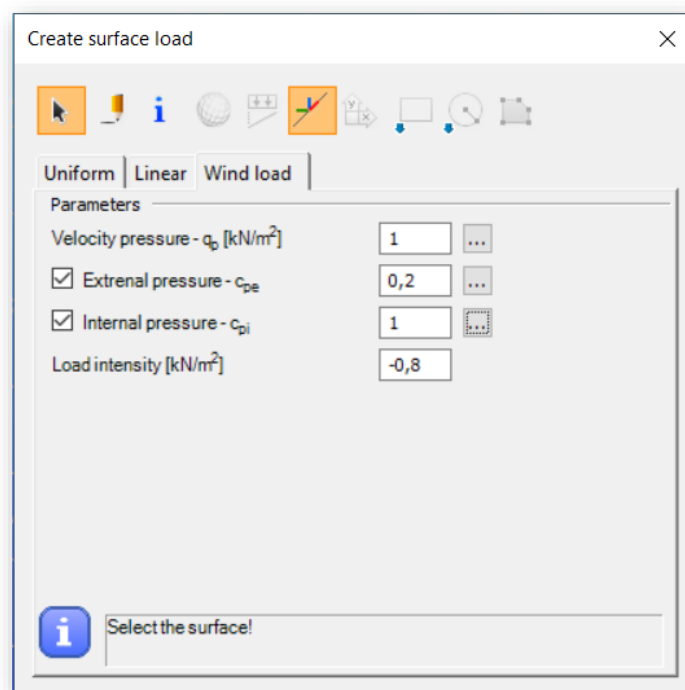 Create surface load
Uniform Linear Wind load
Parameters
Velocity pressure - qp [kN/m²] 1 ...
Extrenal pressure - cpe 0,2 ...
Internal pressure - cpi 1 ...
Load intensity [kN/m²] -0,8
Select the surface!